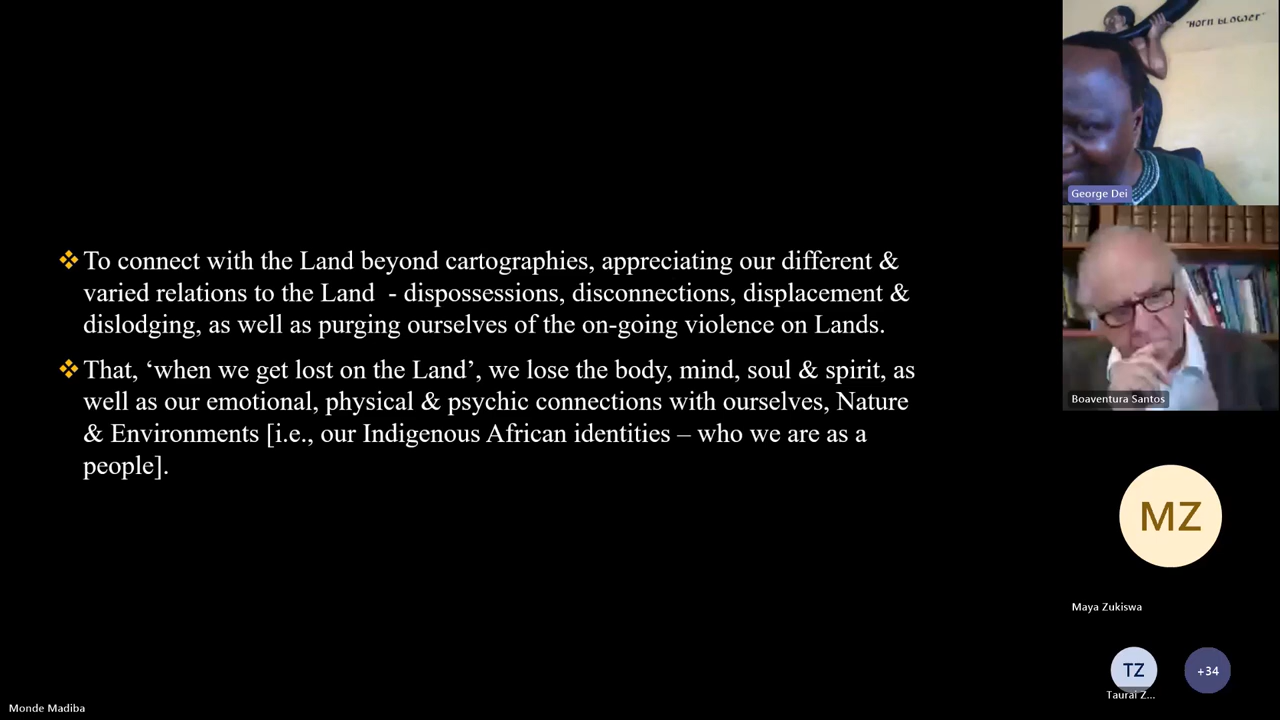 To connect with the Land beyond cartographies, appreciating our different &
varied relations to the Land - dispossessions, disconnections, displacement &
dislodging, as well as purging ourselves of the on-going violence on Lands.
That, ‘when we get lost on the Land’, we lose the body, mind, soul & spirit, as
well as our emotional, physical & psychic connections with ourselves, Nature
& Environments [i.e., our Indigenous African identities – who we are as a
people].
"HORN BLOWER"
George Dei
Boaventura Santos
MZ
Maya Zukiswa
TZ
+34
Taurai Z...
Monde Madiba